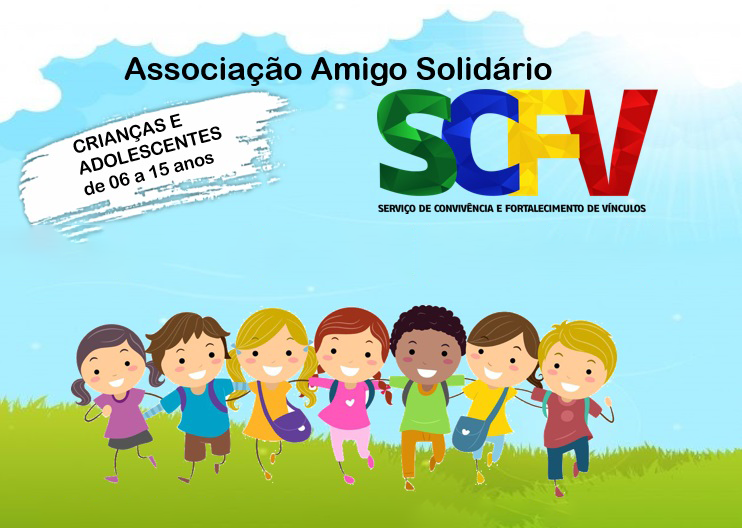 Associação Amigo Solidário
CRIANÇAS E
ADOLESCENTES
de 06 a 15 anos
SCFV
SERVIÇO DE CONVIVÊNCIA E FORTALECIMENTO DE VÍNCULOS